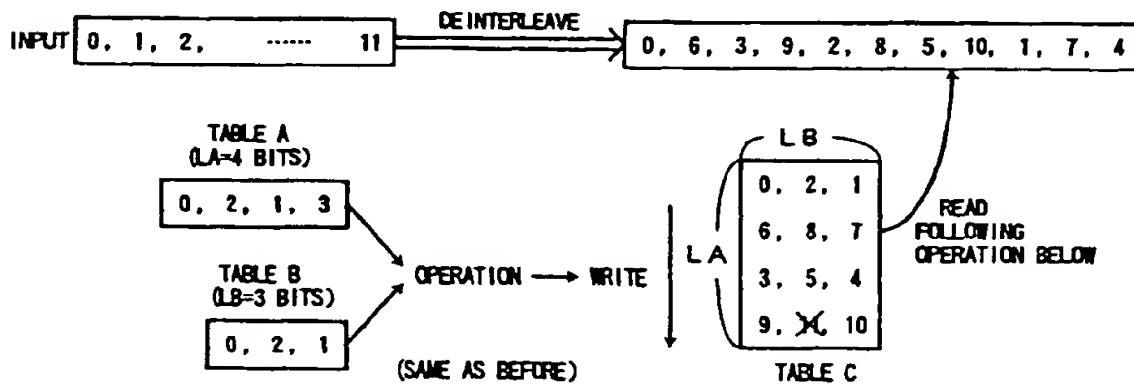 DEINTERLEAVE
INPUT 0, 1, 2, ...... 11
0, 6, 3, 9, 2, 8, 5, 10, 1, 7, 4
TABLE A
(LA=4 BITS)
0, 2, 1, 3
TABLE B
(LB=3 BITS)
0, 2, 1
OPERATION
WRITE
(SAME AS BEFORE)
LB
LA
0, 2, 1
6, 8, 7
3, 5, 4
9, 11, 10
TABLE C
READ
FOLLOWING
OPERATION BELOW